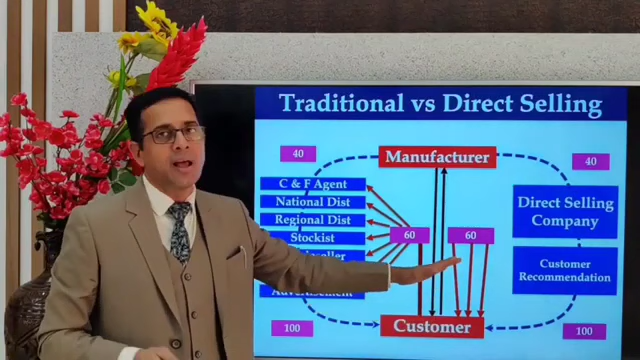 Traditional vs Direct Selling
40
Manufacturer
40
C & F Agent
National Dist
Regional Dist
Stockist
60
60
Direct Selling
Company
Customer
Recommendation
Advertisement
100
Customer
100